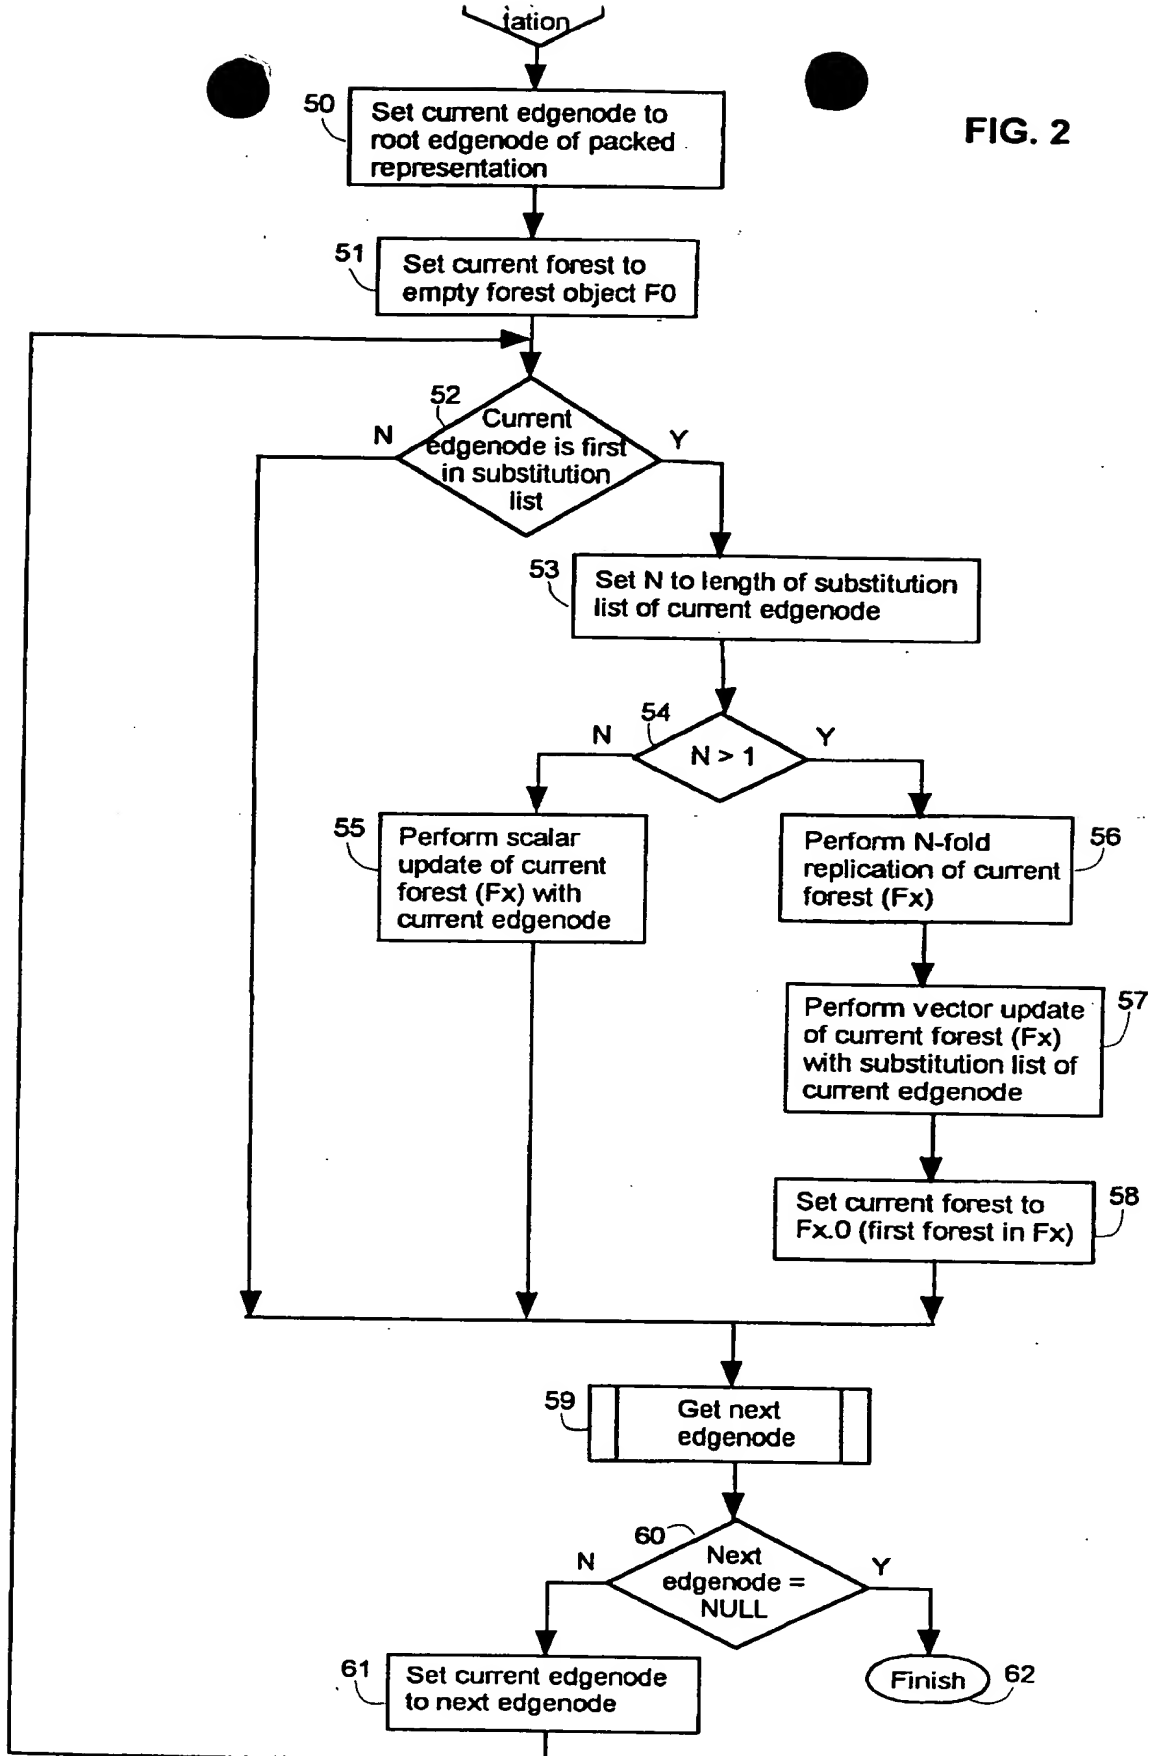 tation
FIG. 2
50
Set current edgenode to
root edgenode of packed
representation
51
Set current forest to
empty forest object F0
52
Current
edgenode is first
in substitution
list
N
Y
53
Set N to length of substitution
list of current edgenode
54
N > 1
N
Y
55
Perform scalar
update of current
forest (Fx) with
current edgenode
56
Perform N-fold
replication of current
forest (Fx)
57
Perform vector update
of current forest (Fx)
with substitution list of
current edgenode
58
Set current forest to
Fx.0 (first forest in Fx)
59
Get next
edgenode
60
Next
edgenode =
NULL
N
Y
61
Set current edgenode
to next edgenode
Finish
62